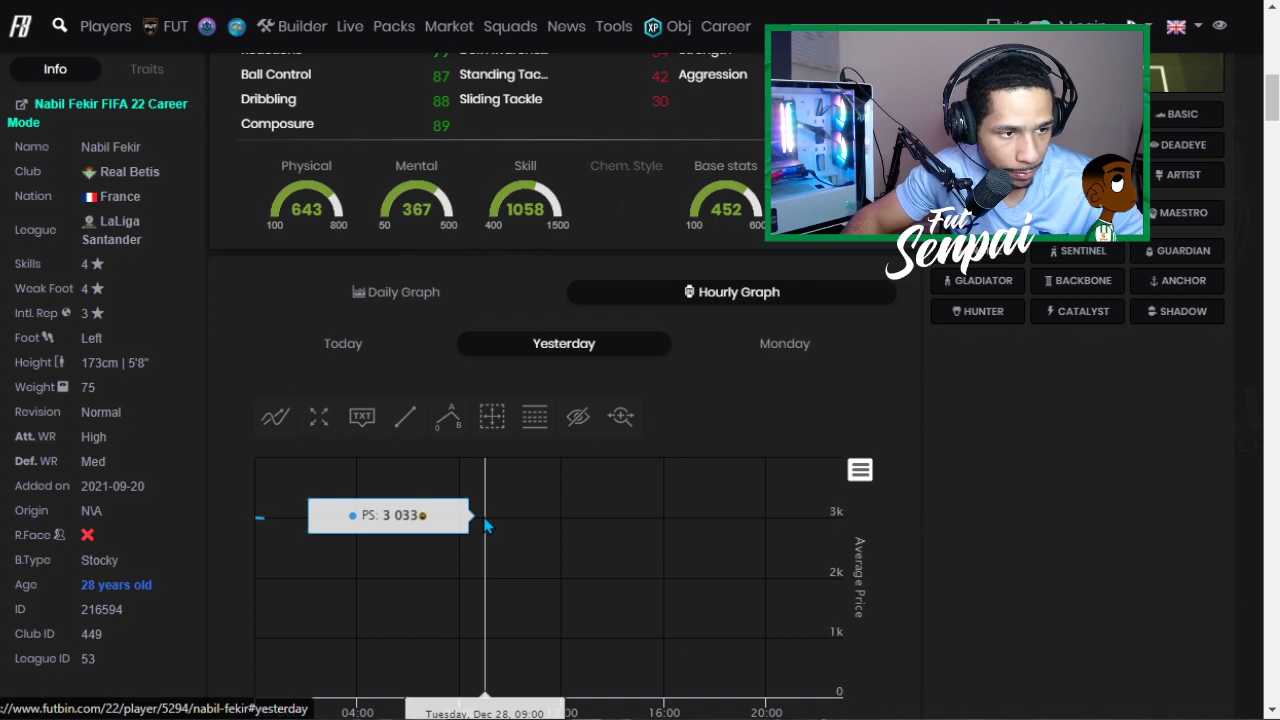 FB Players FUT FUT Builder Live Packs Market Squads News Tools XP Obj Career
Info Traits
Nabil Fekir FIFA 22 Career Mode
Name Nabil Fekir
Club Real Betis
Nation France
League LaLiga Santander
Skills 4
Weak Foot 4
Intl. Rep 3
Foot Left
Height 173cm | 5'8"
Weight 75
Revision Normal
Att. WR High
Def. WR Med
Added on 2021-09-20
Origin N\A
R.Face
B.Type Stocky
Age 28 years old
ID 216594
Club ID 449
League ID 53
://www.futbin.com/22/player/5294/nabil-fekir#yesterday
Ball Control 87 Standing Tac... 42 Aggression
Dribbling 88 Sliding Tackle 30
Composure 89
Physical Mental Skill Chem. Style Base stats
643 367 1058 452
100 800 50 500 400 1500 100 600
Daily Graph Hourly Graph
Today Yesterday Monday
TXT A 0 B
PS: 3 033
3k
2k
1k
0
Average Price
04:00 16:00 20:00
Tuesday, Dec 28, 09:00
Fut Senpai
BASIC
DEADEYE
ARTIST
MAESTRO
SENTINEL GUARDIAN
GLADIATOR BACKBONE ANCHOR
HUNTER CATALYST SHADOW